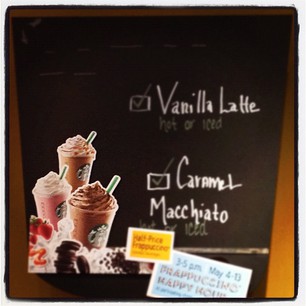 Vanilla Latte
hot or iced
Caramel
Macchiato
hot or iced
Half-Price
Frappuccino
3-5 p.m. May 4-13
FRAPPUCCINO
HAPPY HOUR